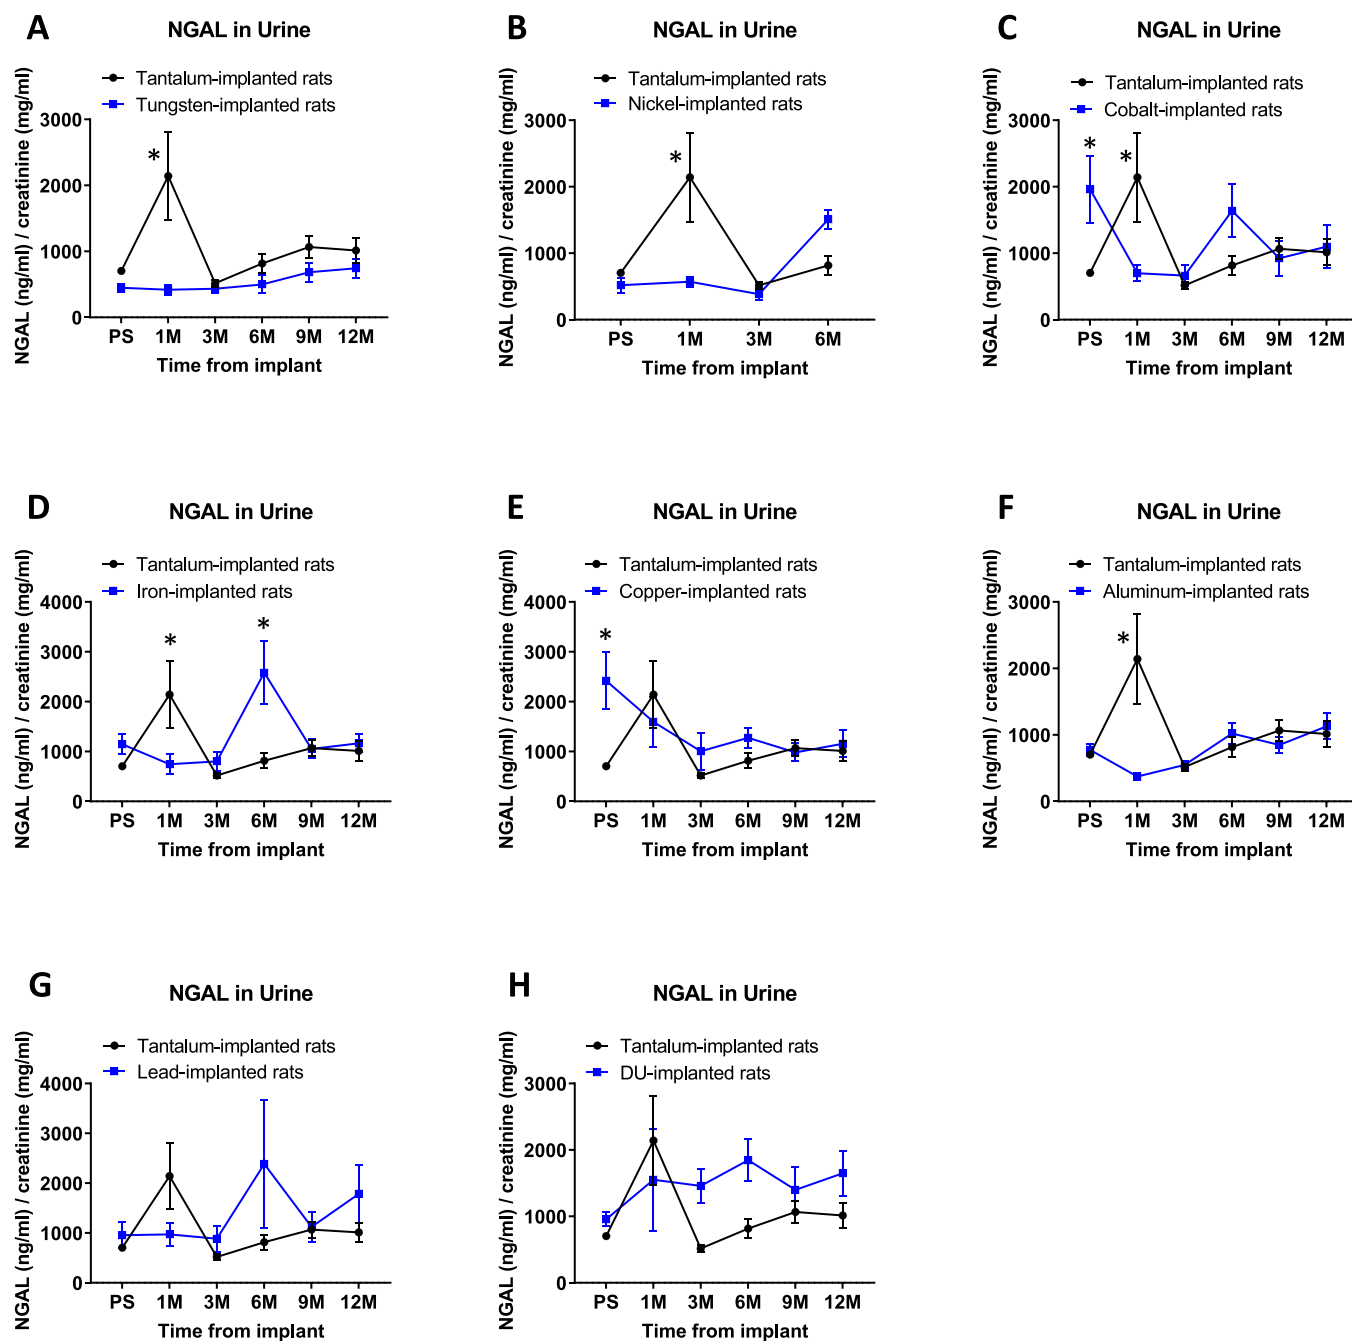 A
NGAL in Urine
Tantalum-implanted rats
Tungsten-implanted rats
NGAL (ng/ml) / creatinine (mg/ml)
3000
2000
1000
0
*
PS 1M 3M 6M 9M 12M
Time from implant
B
NGAL in Urine
Tantalum-implanted rats
Nickel-implanted rats
NGAL (ng/ml) / creatinine (mg/ml)
3000
2000
1000
0
*
PS 1M 3M 6M
Time from implant
C
NGAL in Urine
Tantalum-implanted rats
Cobalt-implanted rats
NGAL (ng/ml) / creatinine (mg/ml)
3000
2000
1000
0
* *
PS 1M 3M 6M 9M 12M
Time from implant
D
NGAL in Urine
Tantalum-implanted rats
Iron-implanted rats
NGAL (ng/ml) / creatinine (mg/ml)
4000
3000
2000
1000
0
* *
PS 1M 3M 6M 9M 12M
Time from implant
E
NGAL in Urine
Tantalum-implanted rats
Copper-implanted rats
NGAL (ng/ml) / creatinine (mg/ml)
4000
3000
2000
1000
0
*
PS 1M 3M 6M 9M 12M
Time from implant
F
NGAL in Urine
Tantalum-implanted rats
Aluminum-implanted rats
NGAL (ng/ml) / creatinine (mg/ml)
3000
2000
1000
0
*
PS 1M 3M 6M 9M 12M
Time from implant
G
NGAL in Urine
Tantalum-implanted rats
Lead-implanted rats
NGAL (ng/ml) / creatinine (mg/ml)
4000
3000
2000
1000
0
PS 1M 3M 6M 9M 12M
Time from implant
H
NGAL in Urine
Tantalum-implanted rats
DU-implanted rats
NGAL (ng/ml) / creatinine (mg/ml)
3000
2000
1000
0
PS 1M 3M 6M 9M 12M
Time from implant